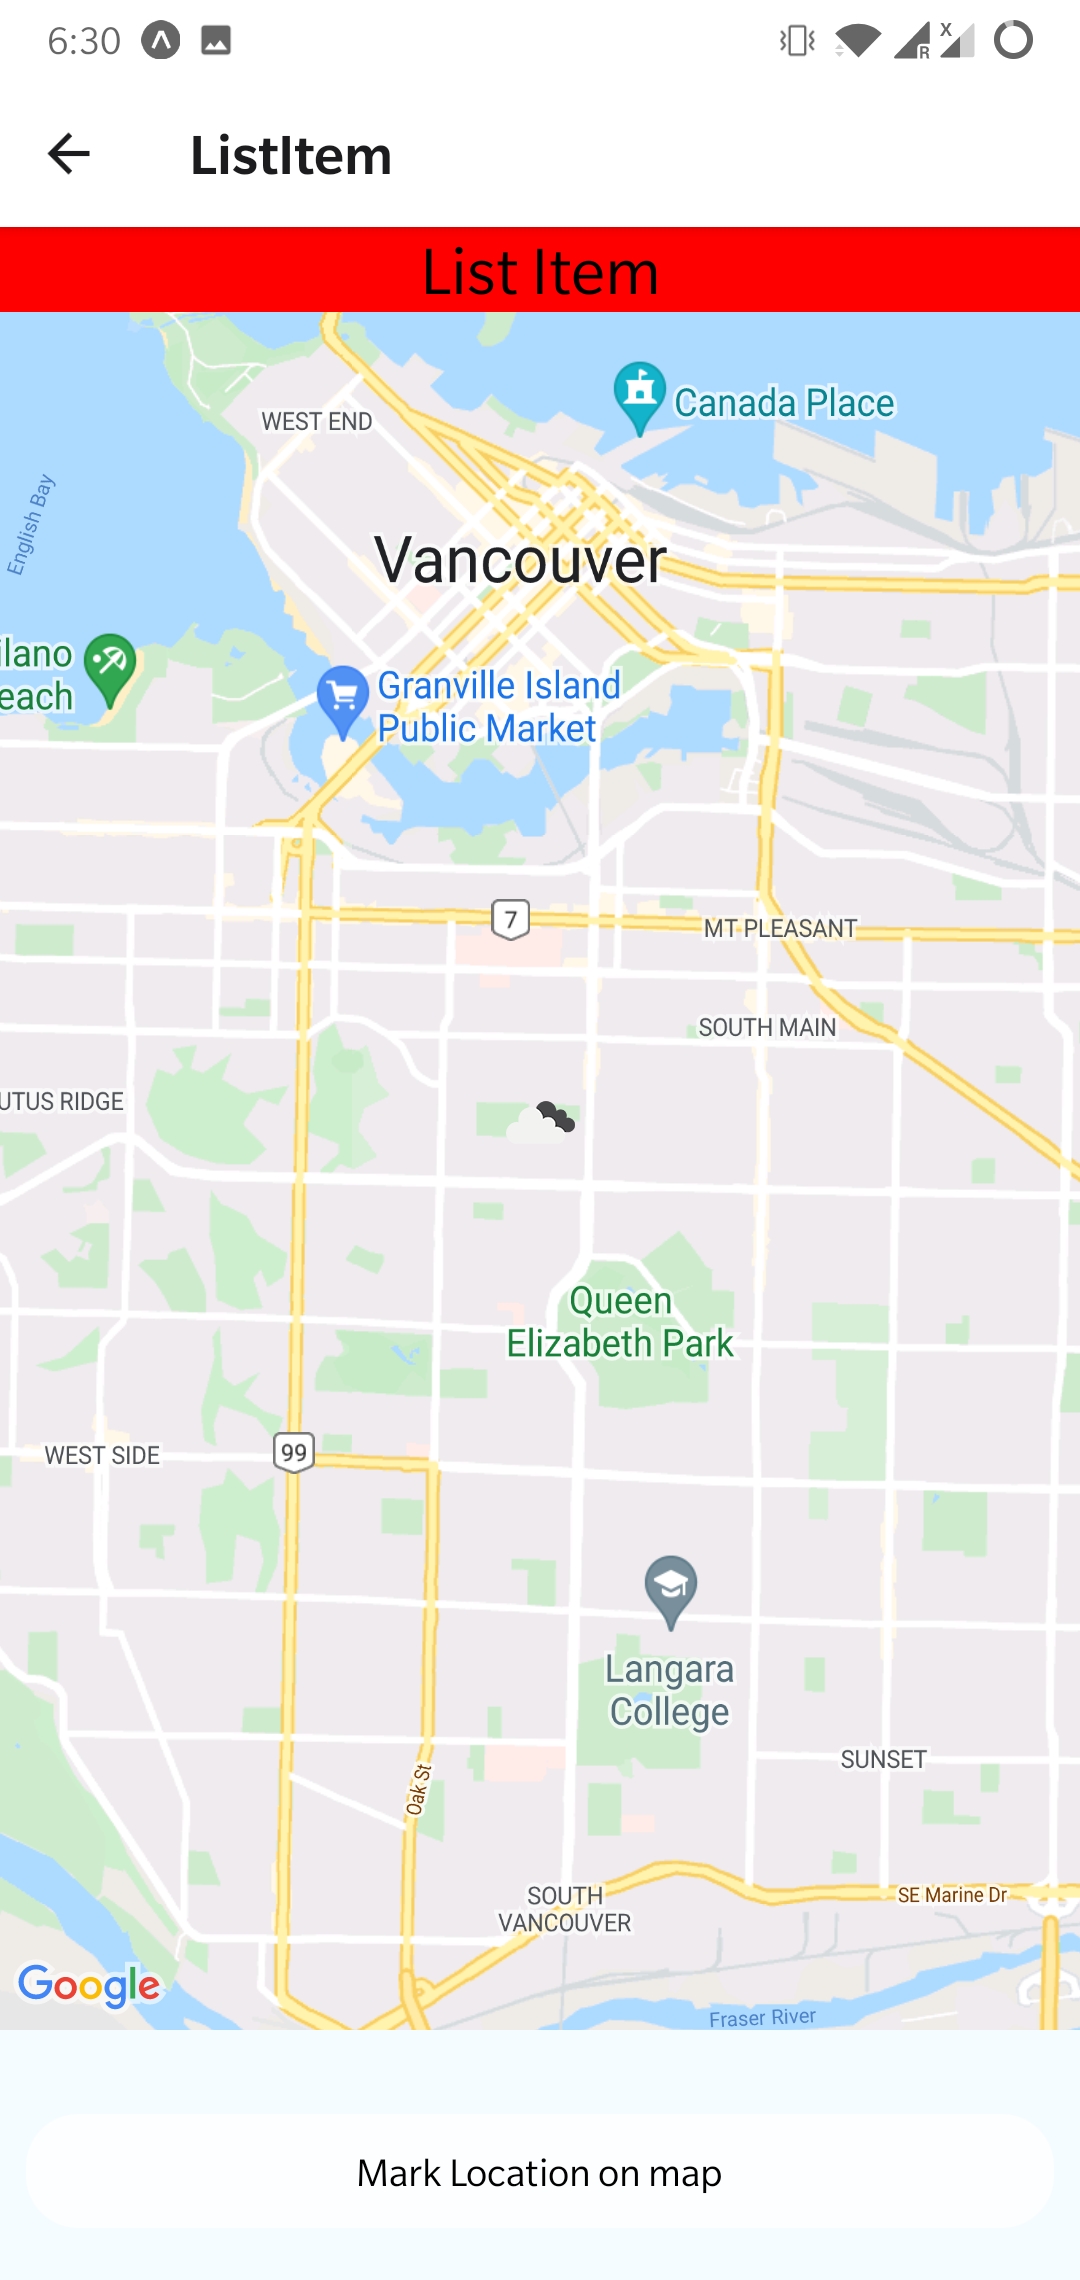 6:30
R
X
ListItem
List Item
WEST END
Canada Place
English Bay
Vancouver
ilano
each
Granville Island
Public Market
7
MT PLEASANT
SOUTH MAIN
UTUS RIDGE
Queen
Elizabeth Park
WEST SIDE
99
Langara
College
SUNSET
Oak St
SOUTH
VANCOUVER
SE Marine Dr
Google
Fraser River
Mark Location on map